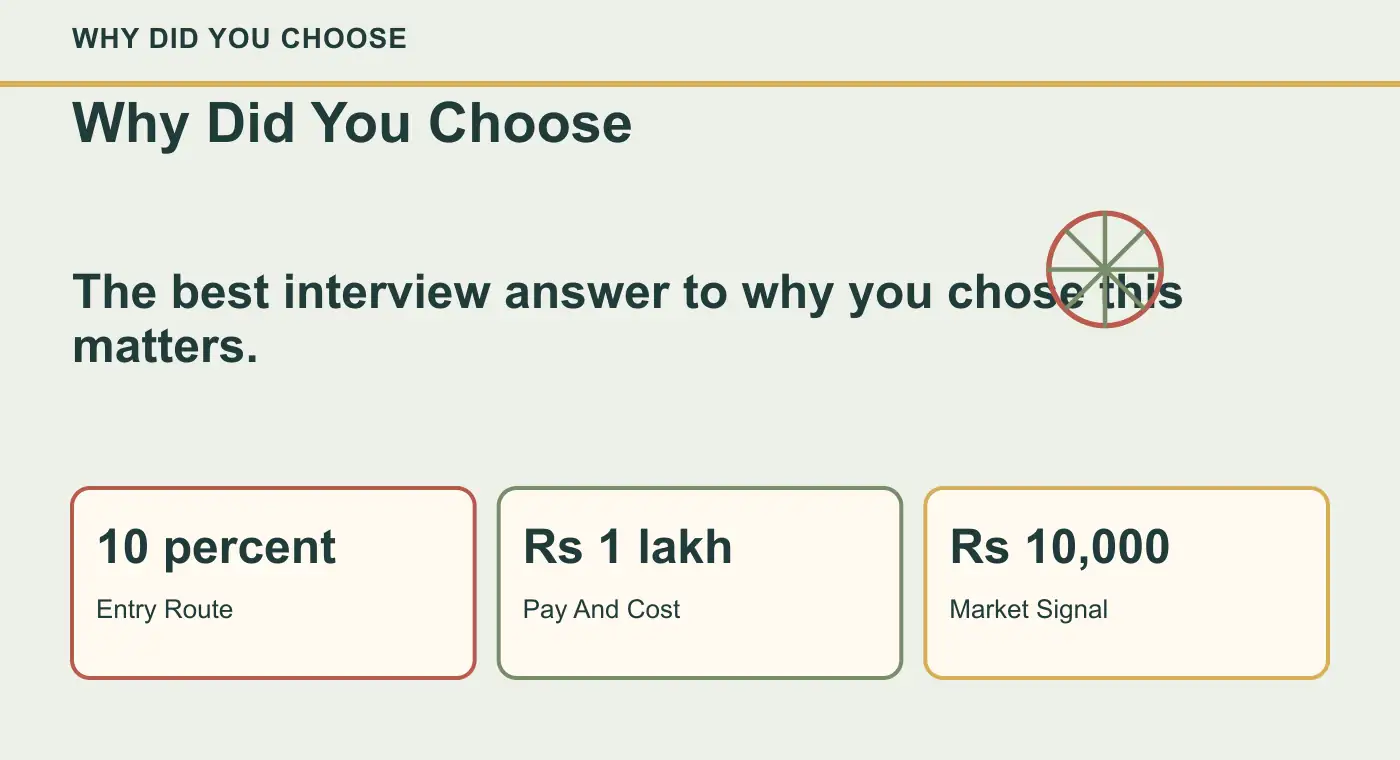 WHY DID YOU CHOOSE
Why Did You Choose
The best interview answer to why you chose this
matters.
10 percent
Entry Route
Rs 1 lakh
Pay And Cost
Rs 10,000
Market Signal